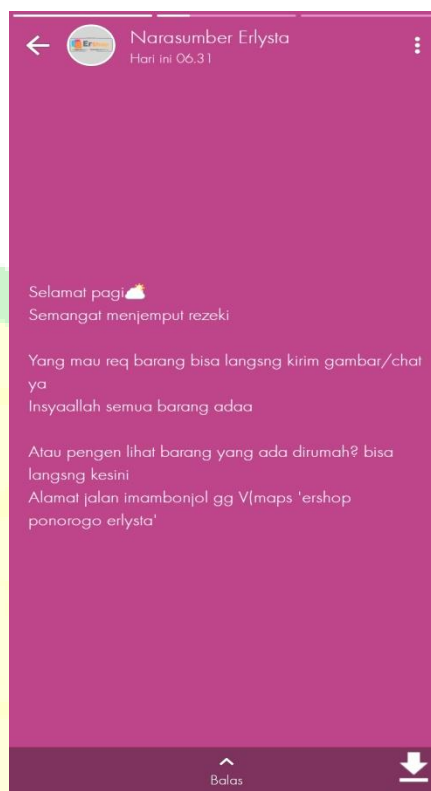 Narasumber Erlysta
Hari ini 06.31
Selamat pagi🌥️
Semangat menjemput rezeki
Yang mau req barang bisa langsng kirim gambar/chat
ya
Insyaallah semua barang adaa
Atau pengen lihat barang yang ada dirumah? bisa
langsng kesini
Alamat jalan imambonjol gg V(maps 'ershop
ponorogo erlysta'
Balas